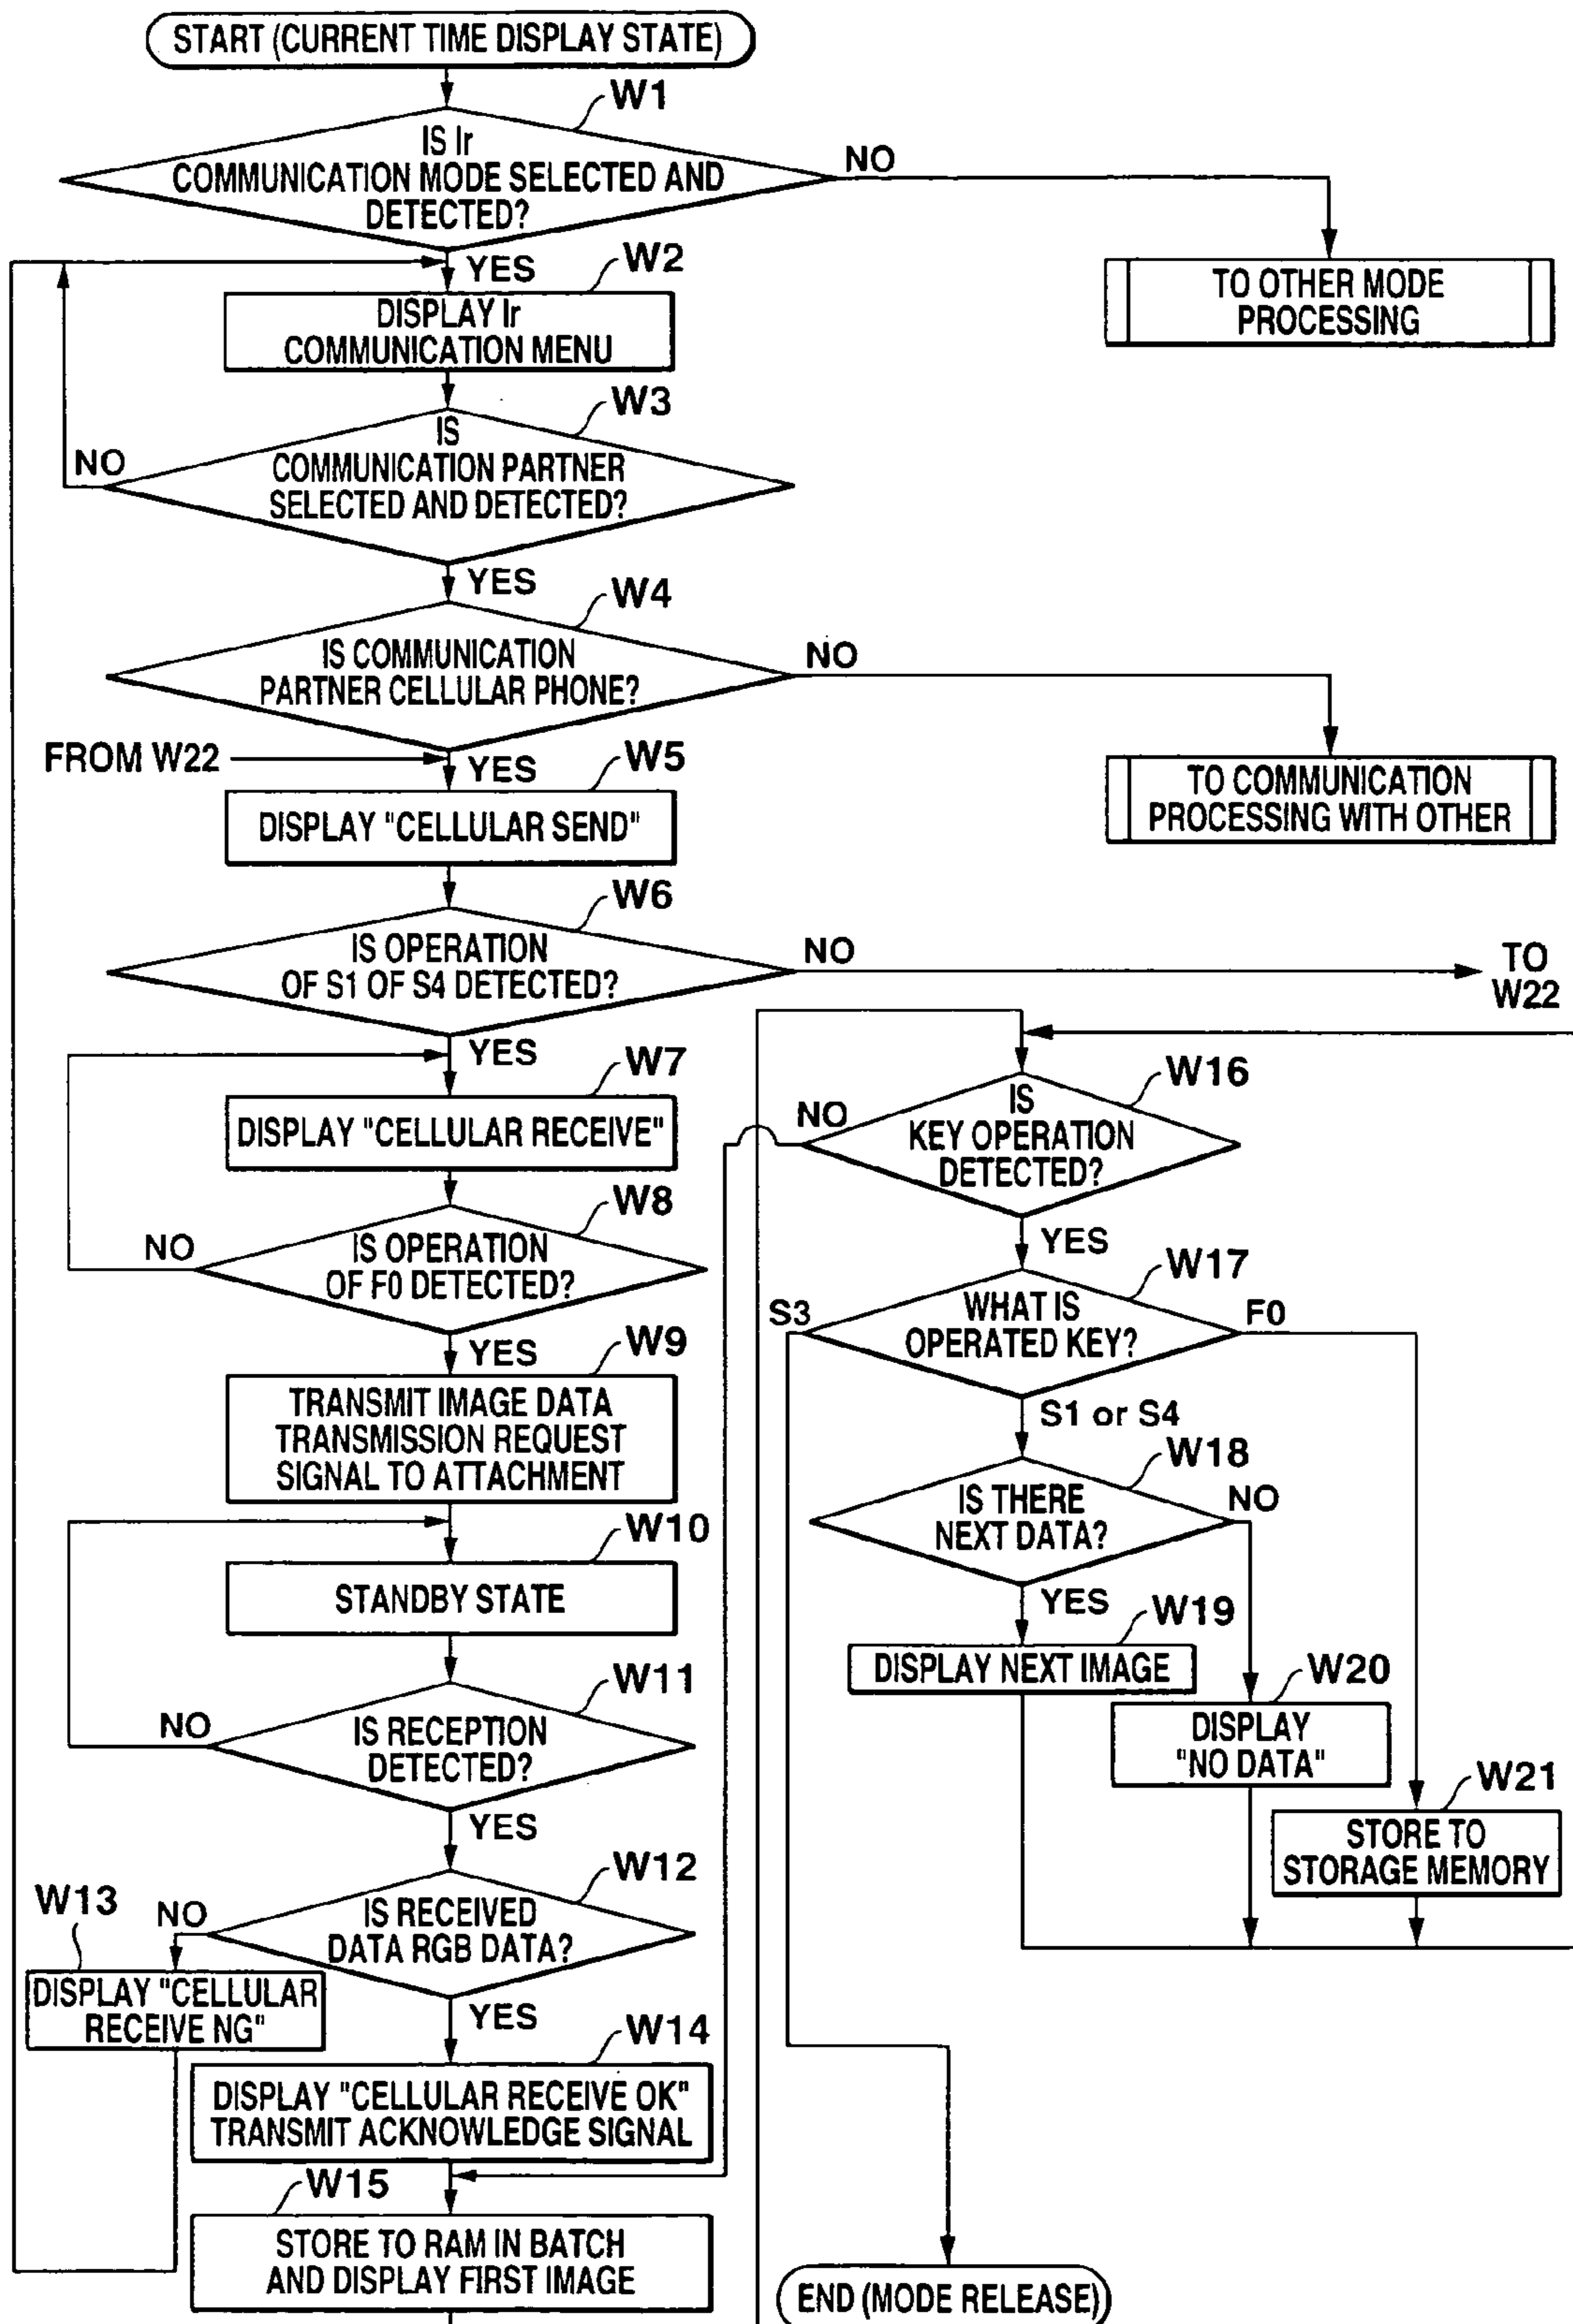 START (CURRENT TIME DISPLAY STATE)
W1
IS Ir
COMMUNICATION MODE SELECTED AND
DETECTED?
NO
TO OTHER MODE
PROCESSING
YES
W2
DISPLAY Ir
COMMUNICATION MENU
W3
IS
COMMUNICATION PARTNER
SELECTED AND DETECTED?
NO
YES
W4
IS COMMUNICATION
PARTNER CELLULAR PHONE?
NO
TO COMMUNICATION
PROCESSING WITH OTHER
FROM W22
YES
W5
DISPLAY "CELLULAR SEND"
W6
IS OPERATION
OF S1 OF S4 DETECTED?
NO
TO
W22
YES
W7
DISPLAY "CELLULAR RECEIVE"
W8
IS OPERATION
OF F0 DETECTED?
NO
YES
W9
TRANSMIT IMAGE DATA
TRANSMISSION REQUEST
SIGNAL TO ATTACHMENT
W10
STANDBY STATE
W11
IS RECEPTION
DETECTED?
NO
YES
W12
IS RECEIVED
DATA RGB DATA?
NO
W13
DISPLAY "CELLULAR
RECEIVE NG"
YES
W14
DISPLAY "CELLULAR RECEIVE OK"
TRANSMIT ACKNOWLEDGE SIGNAL
W15
STORE TO RAM IN BATCH
AND DISPLAY FIRST IMAGE
W16
IS
KEY OPERATION
DETECTED?
NO
YES
W17
WHAT IS
OPERATED KEY?
S3
F0
S1 or S4
W18
IS THERE
NEXT DATA?
NO
YES
W19
DISPLAY NEXT IMAGE
W20
DISPLAY
"NO DATA"
W21
STORE TO
STORAGE MEMORY
END (MODE RELEASE)